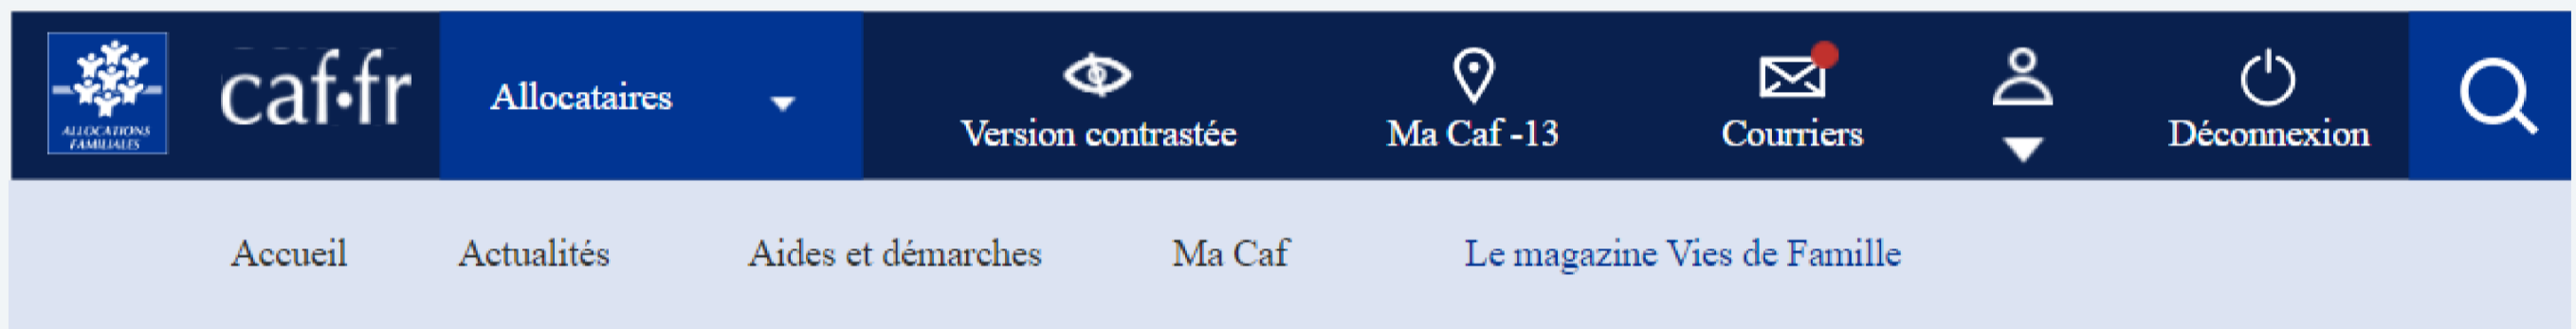 ALLOCATIONS
FAMILIALES
caf.fr
Allocataires
Version contrastée
Ma Caf -13
Courriers
Déconnexion
Accueil
Actualités
Aides et démarches
Ma Caf
Le magazine Vies de Famille